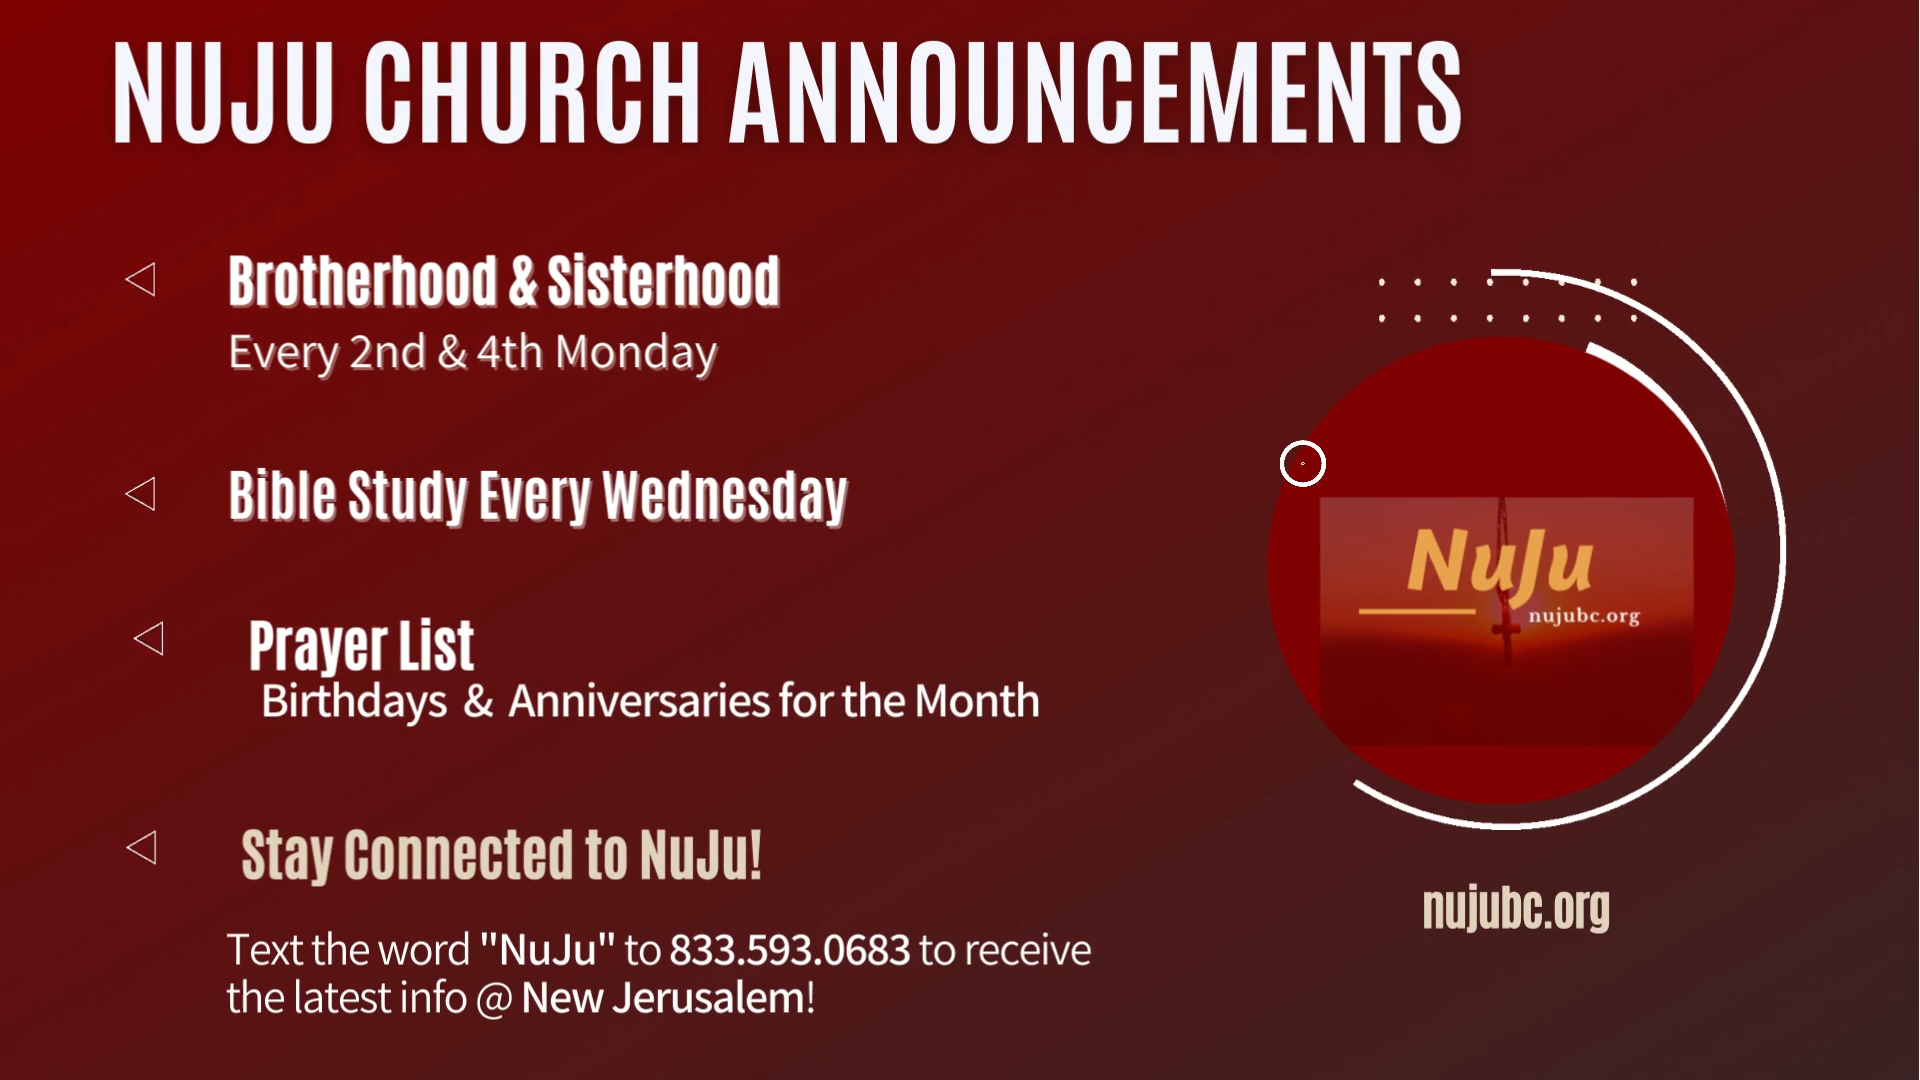 NUJU CHURCH ANNOUNCEMENTS
Brotherhood & Sisterhood
Every 2nd & 4th Monday
Bible Study Every Wednesday
Prayer List
Birthdays & Anniversaries for the Month
Stay Connected to NuJu!
Text the word "NuJu" to 833.593.0683 to receive
the latest info @ New Jerusalem!
NuJu
nujubc.org
nujubc.org